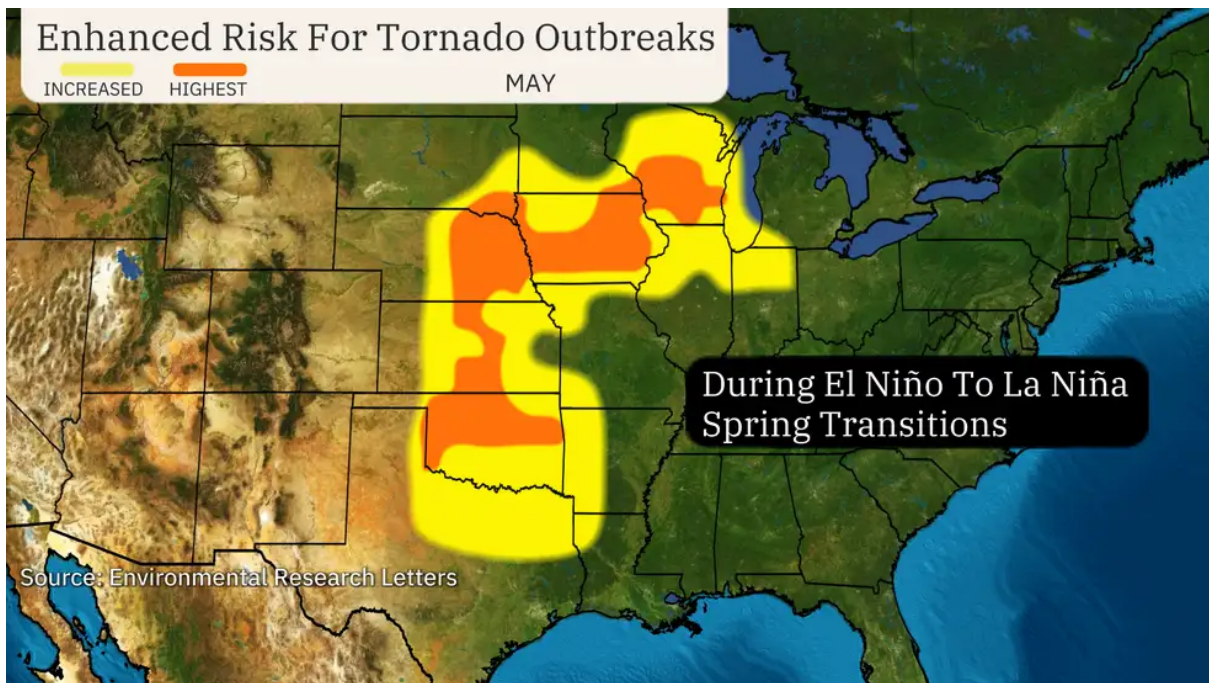 Enhanced Risk For Tornado Outbreaks
INCREASED HIGHEST MAY
During El Niño To La Niña
Spring Transitions
Source: Environmental Research Letters